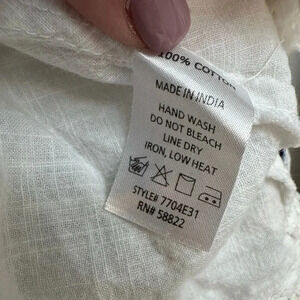 100% COTTON
MADE IN INDIA
HAND WASH
DO NOT BLEACH
LINE DRY
IRON, LOW HEAT
STYLE# 7704E31
RN# 58822